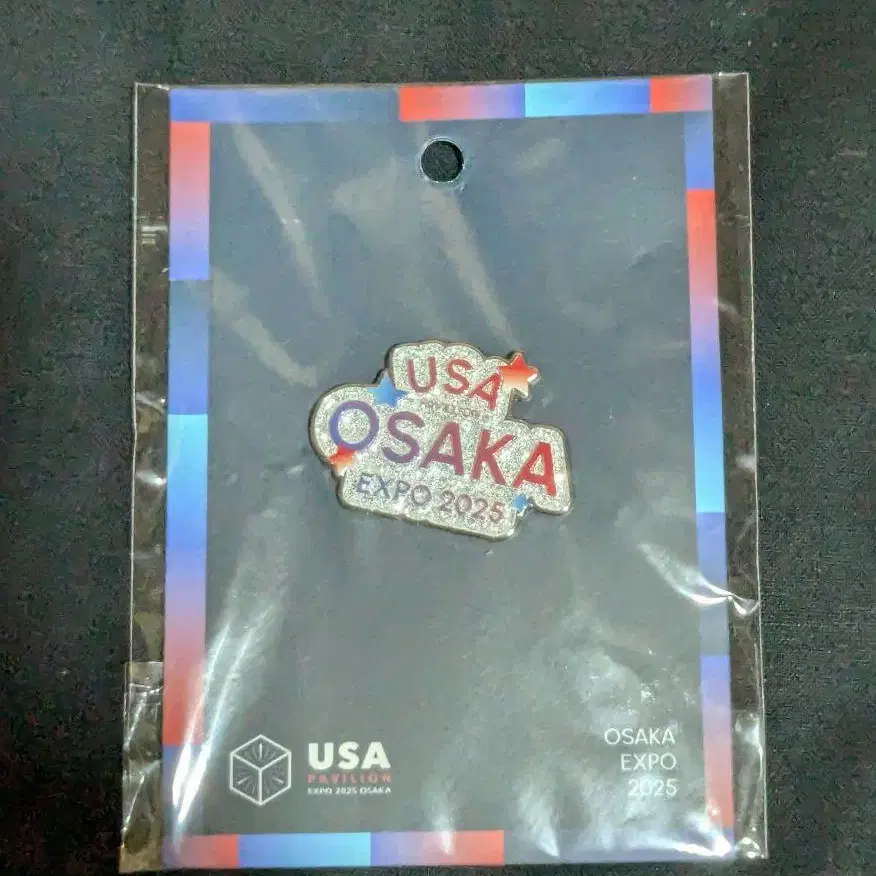 USA
OSAKA
EXPO 2025
USA
PAVILION
EXPO 2025 OSAKA
OSAKA
EXPO
2025